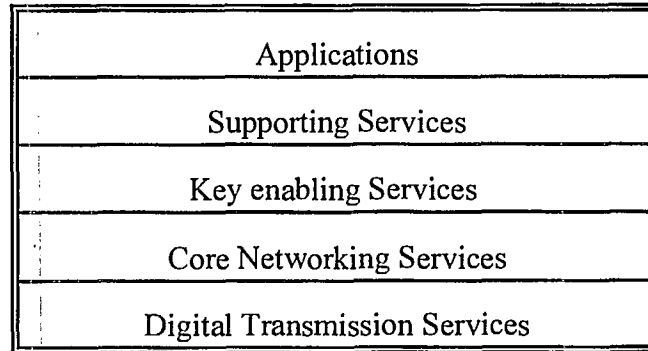 Applications
Supporting Services
Key enabling Services
Core Networking Services
Digital Transmission Services